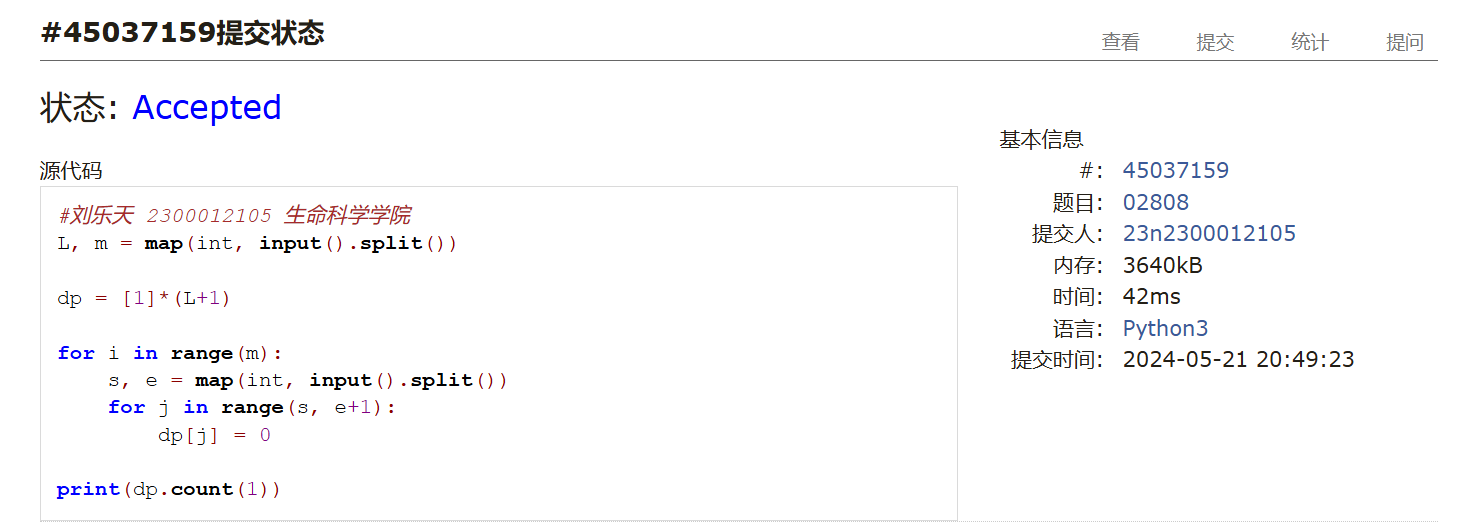 #45037159提交状态
查看 提交 统计 提问
状态: Accepted
源代码
#刘乐天 2300012105 生命科学学院
L, m = map(int, input().split())

dp = [1]*(L+1)

for i in range(m):
    s, e = map(int, input().split())
    for j in range(s, e+1):
        dp[j] = 0

print(dp.count(1))
基本信息
#: 45037159
题目: 02808
提交人: 23n2300012105
内存: 3640kB
时间: 42ms
语言: Python3
提交时间: 2024-05-21 20:49:23